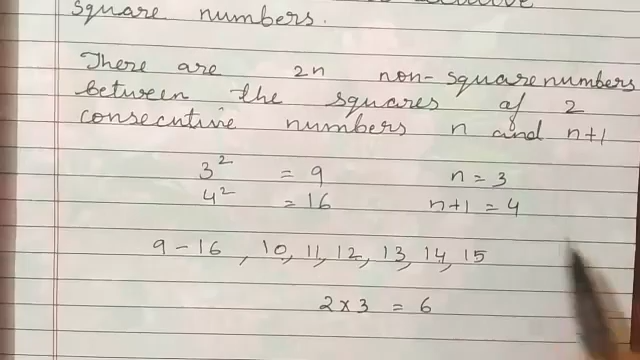 square numbers.
There are 2n non-square numbers
between the squares of 2
consecutive numbers n and n+1
3² = 9 n = 3
4² = 16 n+1 = 4
9 - 16 , 10, 11, 12, 13, 14, 15
2 x 3 = 6